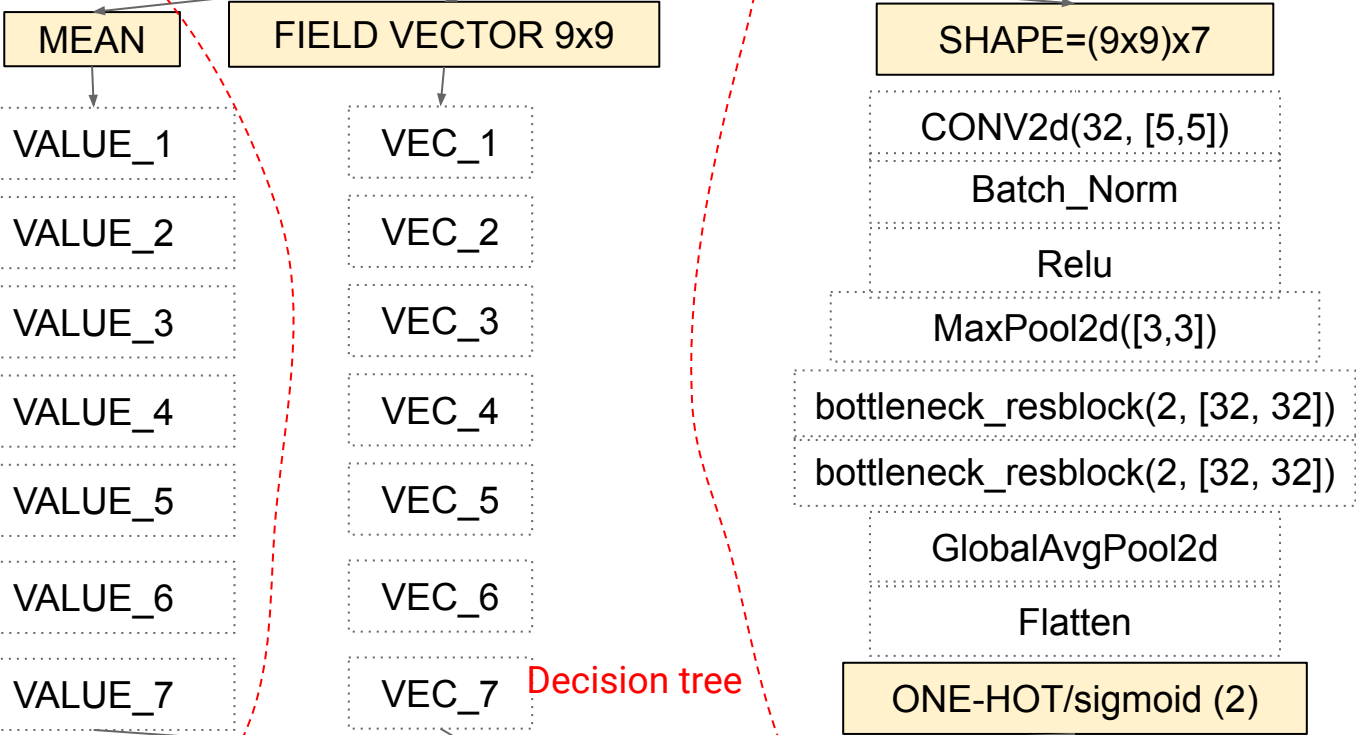 MEAN
VALUE_1
VALUE_2
VALUE_3
VALUE_4
VALUE_5
VALUE_6
VALUE_7
FIELD VECTOR 9x9
VEC_1
VEC_2
VEC_3
VEC_4
VEC_5
VEC_6
VEC_7
Decision tree
SHAPE=(9x9)x7
CONV2d(32, [5,5])
Batch_Norm
Relu
MaxPool2d([3,3])
bottleneck_resblock(2, [32, 32])
bottleneck_resblock(2, [32, 32])
GlobalAvgPool2d
Flatten
ONE-HOT/sigmoid (2)